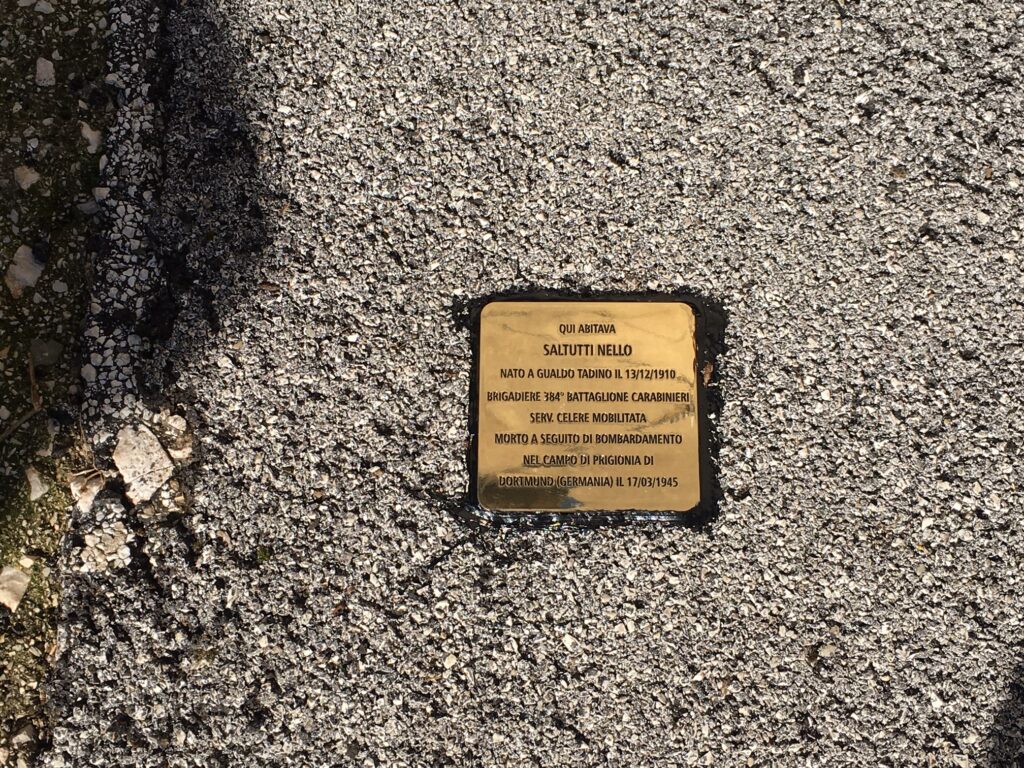 QUI ABITAVA
SALTUTTI NELLO
NATO A GUALDO TADINO IL 13/12/1910
BRIGADIERE 384° BATTAGLIONE CARABINIERI
SERV. CELERE MOBILITATA
MORTO A SEGUITO DI BOMBARDAMENTO
NEL CAMPO DI PRIGIONIA DI
DORTMUND (GERMANIA) IL 17/03/1945